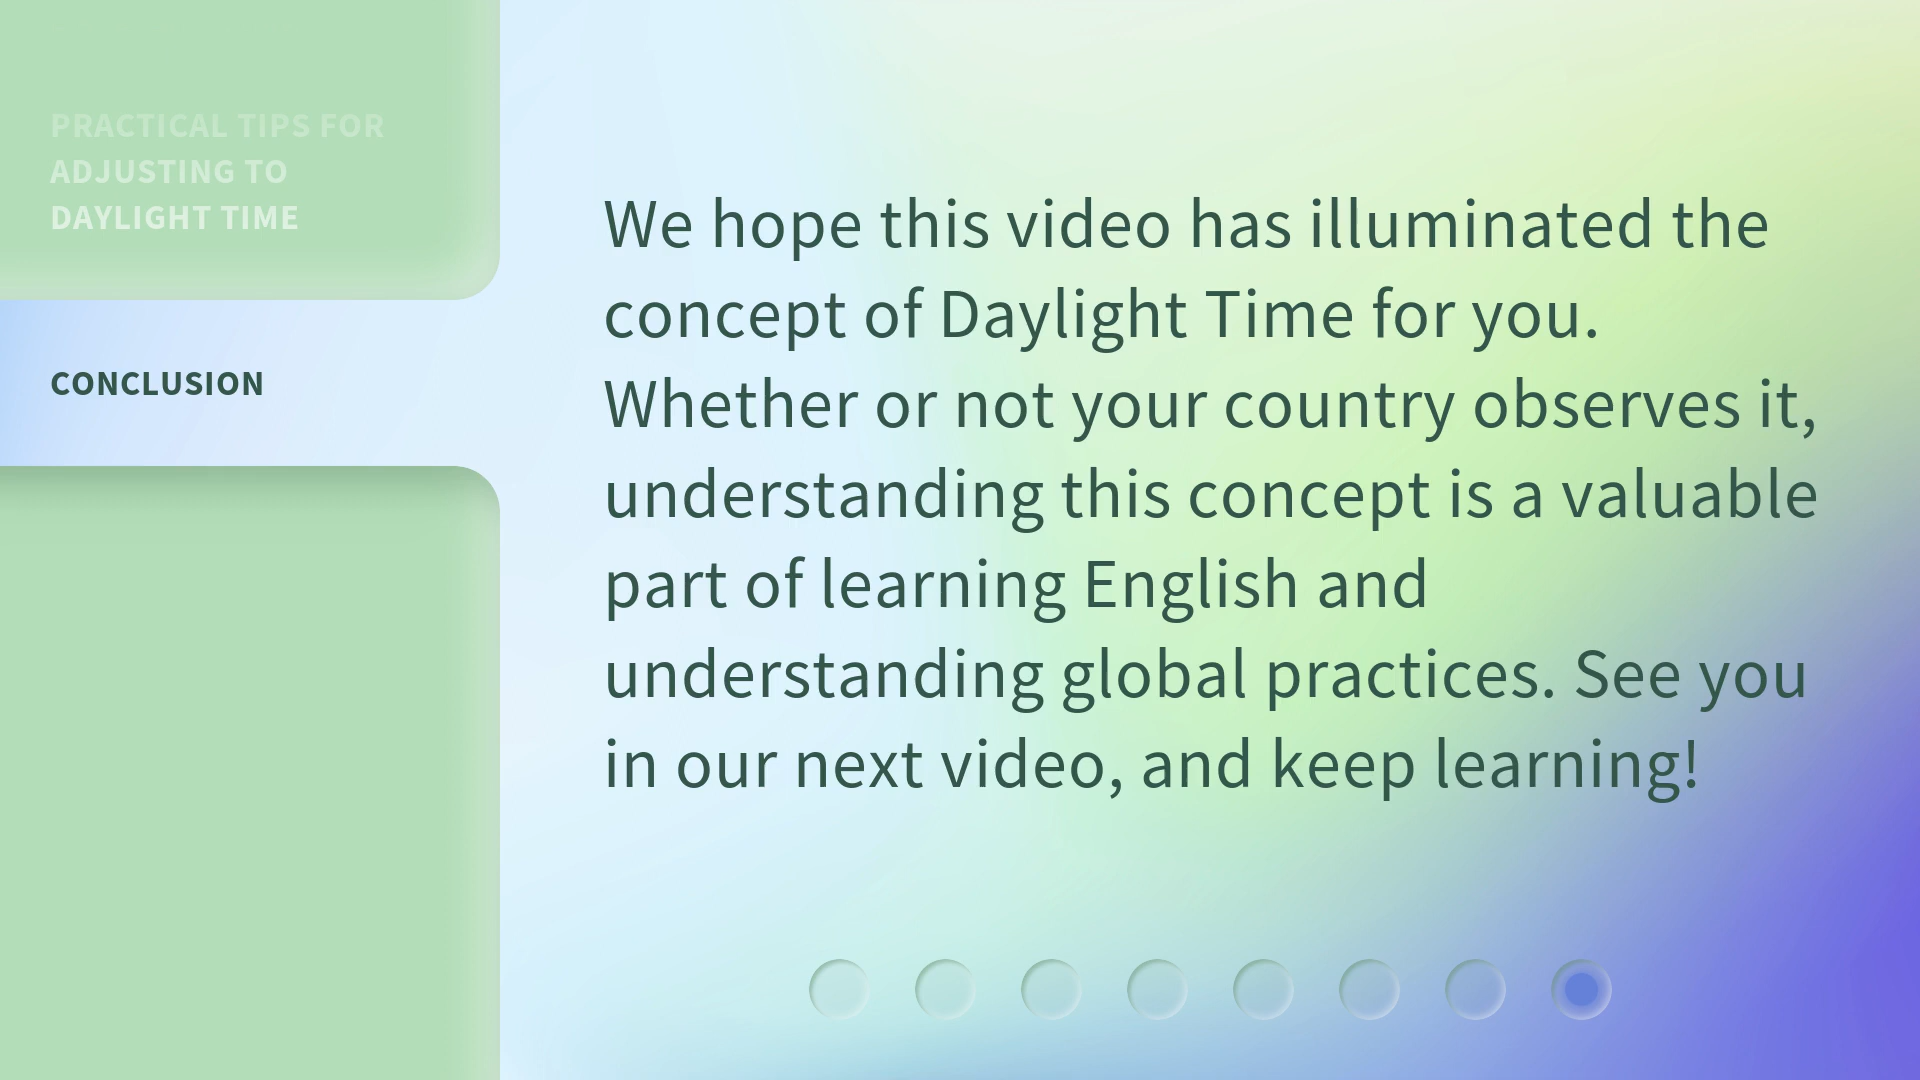 PRACTICAL TIPS FOR
ADJUSTING TO
DAYLIGHT TIME
CONCLUSION
We hope this video has illuminated the
concept of Daylight Time for you.
Whether or not your country observes it,
understanding this concept is a valuable
part of learning English and
understanding global practices. See you
in our next video, and keep learning!